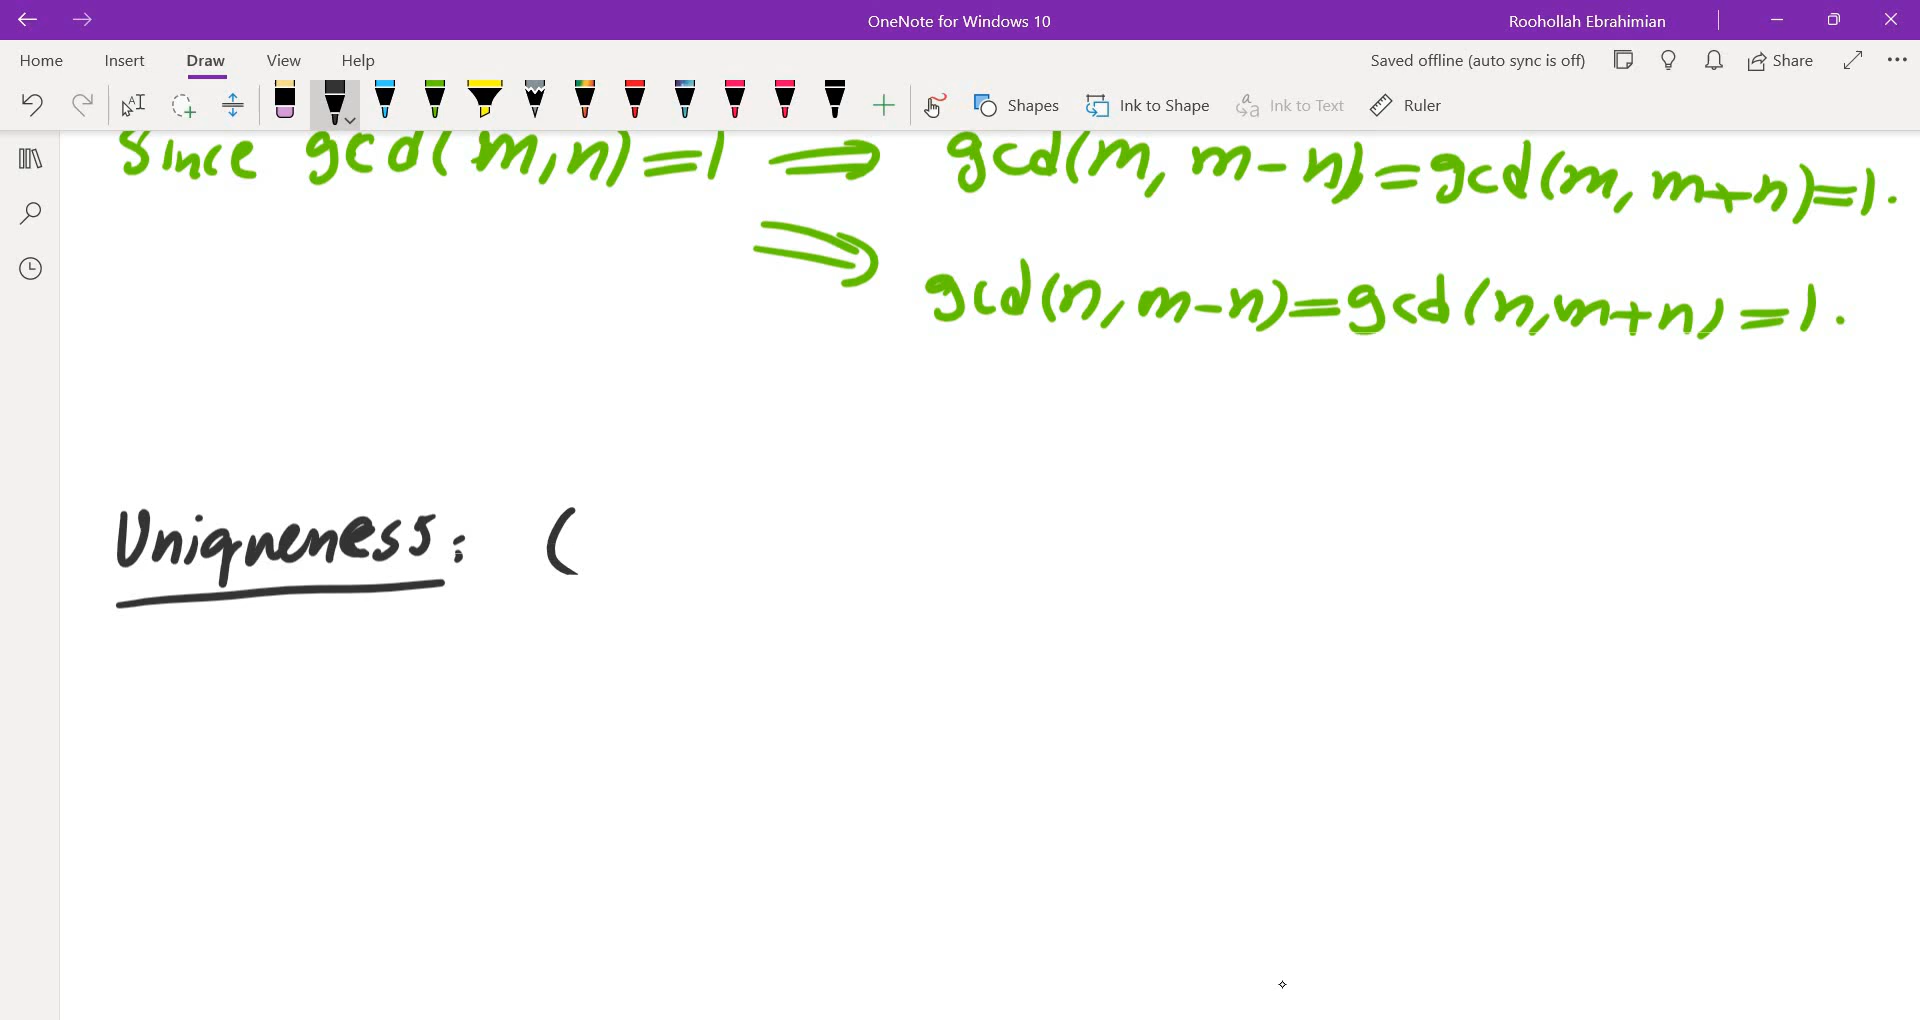 OneNote for Windows 10
Roohollah Ebrahimian
Home Insert Draw View Help
Saved offline (auto sync is off)
Share
Shapes
Ink to Shape
Ink to Text
Ruler
Since gcd(m,n)=1 ⟹ gcd(m, m-n)=gcd(m, m+n)=1.
⟹ gcd(n, m-n)=gcd(n,m+n)=1.
Uniqueness: (